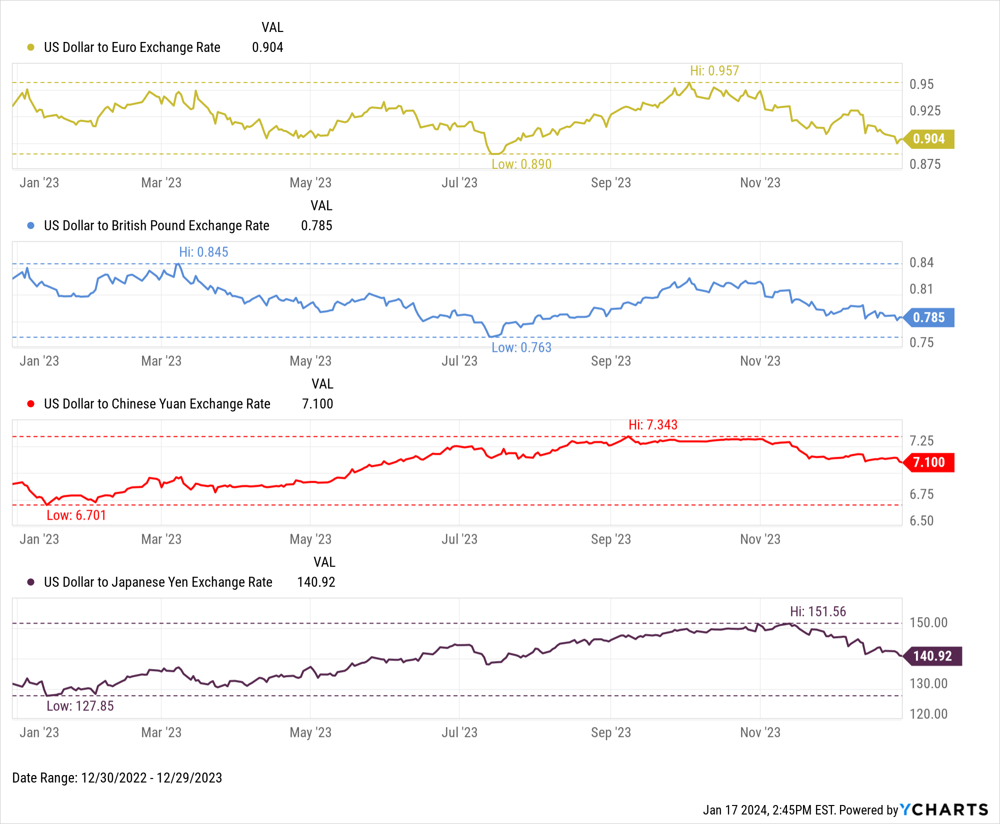 VAL
US Dollar to Euro Exchange Rate 0.904
Hi: 0.957
0.95
0.925
0.904
Low: 0.890
0.875
Jan '23 Mar '23 May '23 Jul '23 Sep '23 Nov '23
VAL
US Dollar to British Pound Exchange Rate 0.785
Hi: 0.845
0.84
0.81
0.785
Low: 0.763
0.75
Jan '23 Mar '23 May '23 Jul '23 Sep '23 Nov '23
VAL
US Dollar to Chinese Yuan Exchange Rate 7.100
Hi: 7.343
7.25
7.100
6.75
Low: 6.701
6.50
Jan '23 Mar '23 May '23 Jul '23 Sep '23 Nov '23
VAL
US Dollar to Japanese Yen Exchange Rate 140.92
Hi: 151.56
150.00
140.92
130.00
Low: 127.85
120.00
Jan '23 Mar '23 May '23 Jul '23 Sep '23 Nov '23
Date Range: 12/30/2022 - 12/29/2023
Jan 17 2024, 2:45PM EST. Powered by YCHARTS